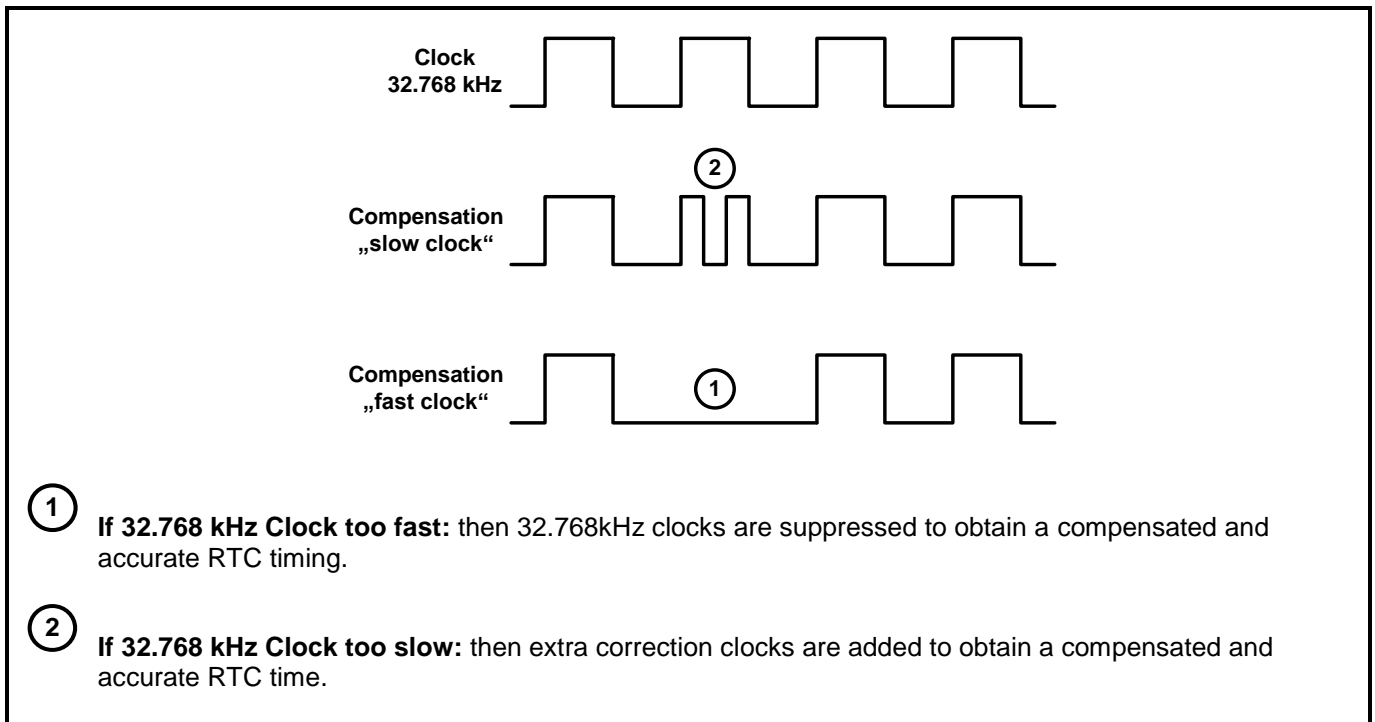 Clock
32.768 kHz
2
Compensation
„slow clock“
Compensation
„fast clock“
1
1
If 32.768 kHz Clock too fast: then 32.768kHz clocks are suppressed to obtain a compensated and
accurate RTC timing.
2
If 32.768 kHz Clock too slow: then extra correction clocks are added to obtain a compensated and
accurate RTC time.